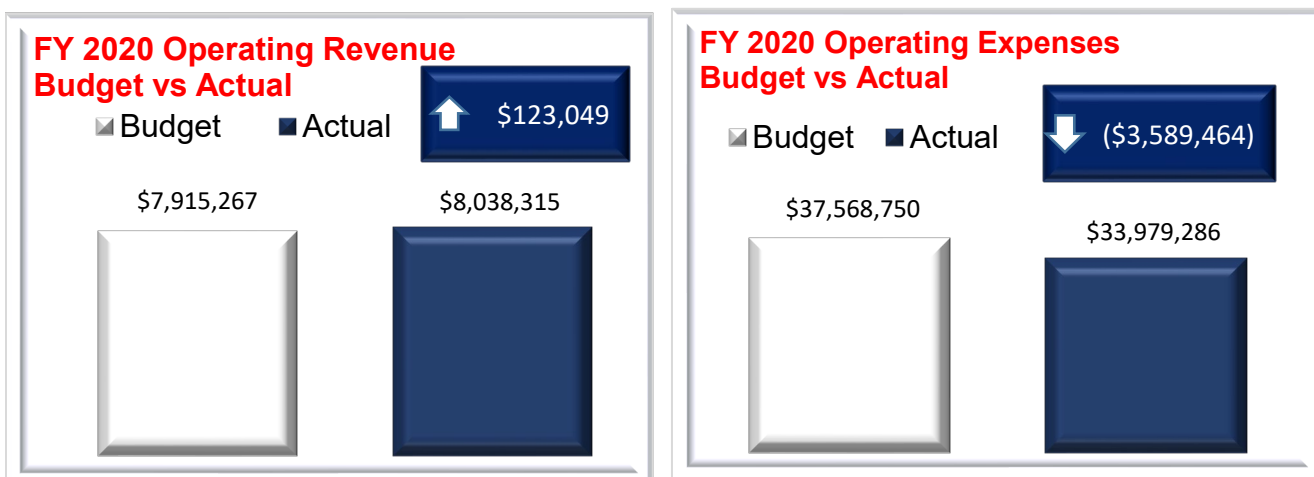 FY 2020 Operating Revenue
Budget vs Actual
Budget Actual
$123,049
$7,915,267
$8,038,315
FY 2020 Operating Expenses
Budget vs Actual
Budget Actual
($3,589,464)
$37,568,750
$33,979,286